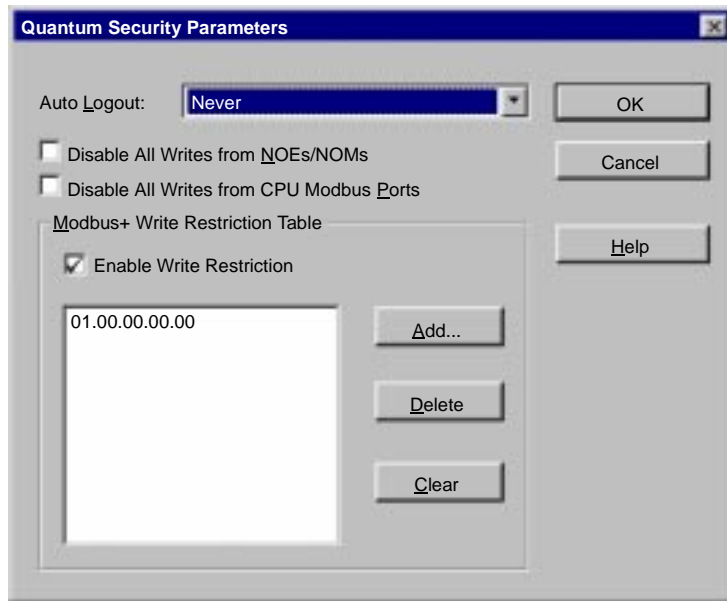 Quantum Security Parameters
Auto Logout: Never
OK
Disable All Writes from NOEs/NOMs
Cancel
Disable All Writes from CPU Modbus Ports
Modbus+ Write Restriction Table
Help
Enable Write Restriction
01.00.00.00.00
Add...
Delete
Clear